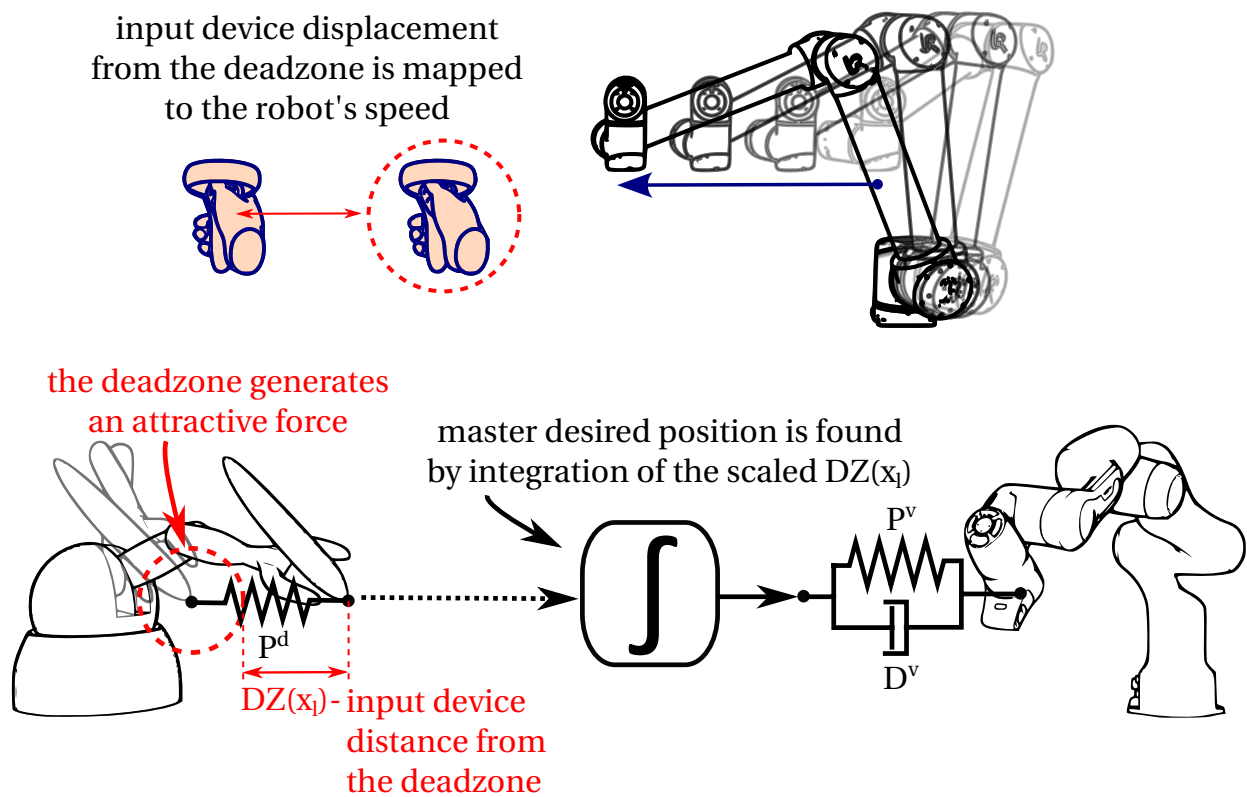 input device displacement
from the deadzone is mapped
to the robot's speed
the deadzone generates
an attractive force
master desired position is found
by integration of the scaled DZ(xₗ)
∫
Pᵛ
Dᵛ
Pᵈ
DZ(xₗ) - input device
distance from
the deadzone